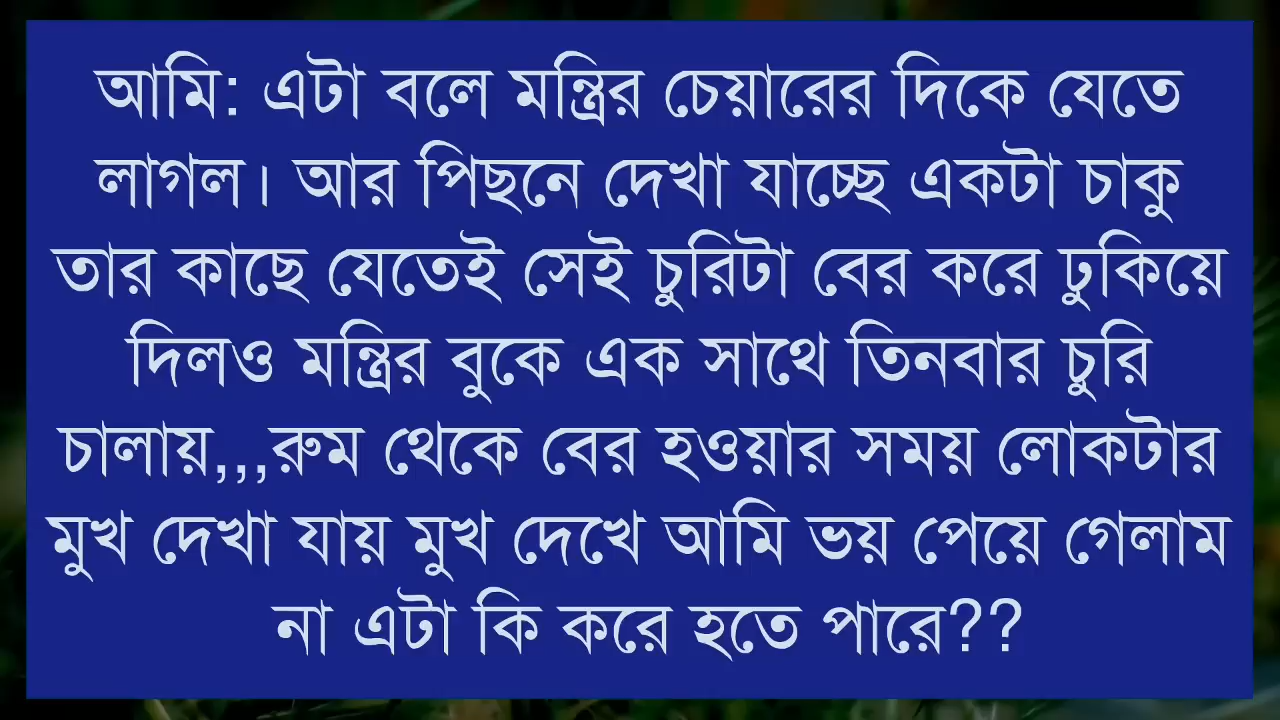 আমি: এটা বলে মন্ত্রির চেয়ারের দিকে যেতে
লাগল। আর পিছনে দেখা যাচ্ছে একটা চাকু
তার কাছে যেতেই সেই চুরিটা বের করে ঢুকিয়ে
দিলও মন্ত্রির বুকে এক সাথে তিনবার চুরি
চালায়,,,রুম থেকে বের হওয়ার সময় লোকটার
মুখ দেখা যায় মুখ দেখে আমি ভয় পেয়ে গেলাম
না এটা কি করে হতে পারে??